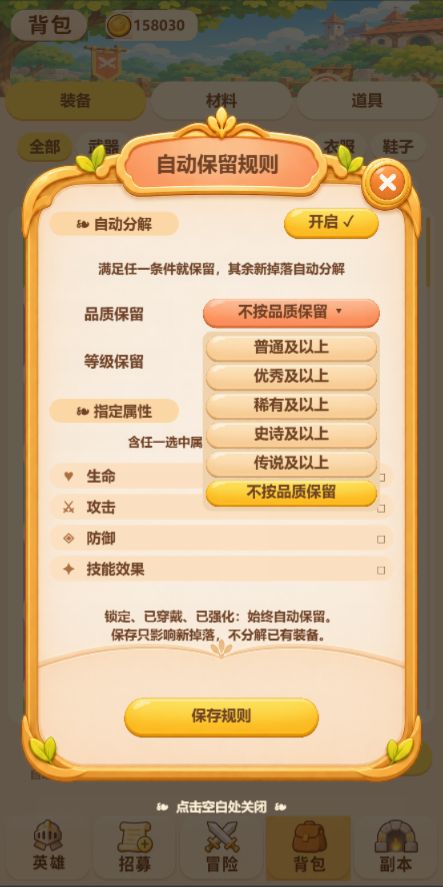 背包
158030
装备
材料
道具
全部
武器
衣服
鞋子
自动保留规则
自动分解
开启 ✓
满足任一条件就保留，其余新掉落自动分解
品质保留
不按品质保留
等级保留
普通及以上
优秀及以上
稀有及以上
史诗及以上
传说及以上
不按品质保留
指定属性
含任一选中属
生命
攻击
防御
技能效果
锁定、已穿戴、已强化：始终自动保留。
保存只影响新掉落，不分解已有装备。
保存规则
点击空白处关闭
英雄
招募
冒险
背包
副本